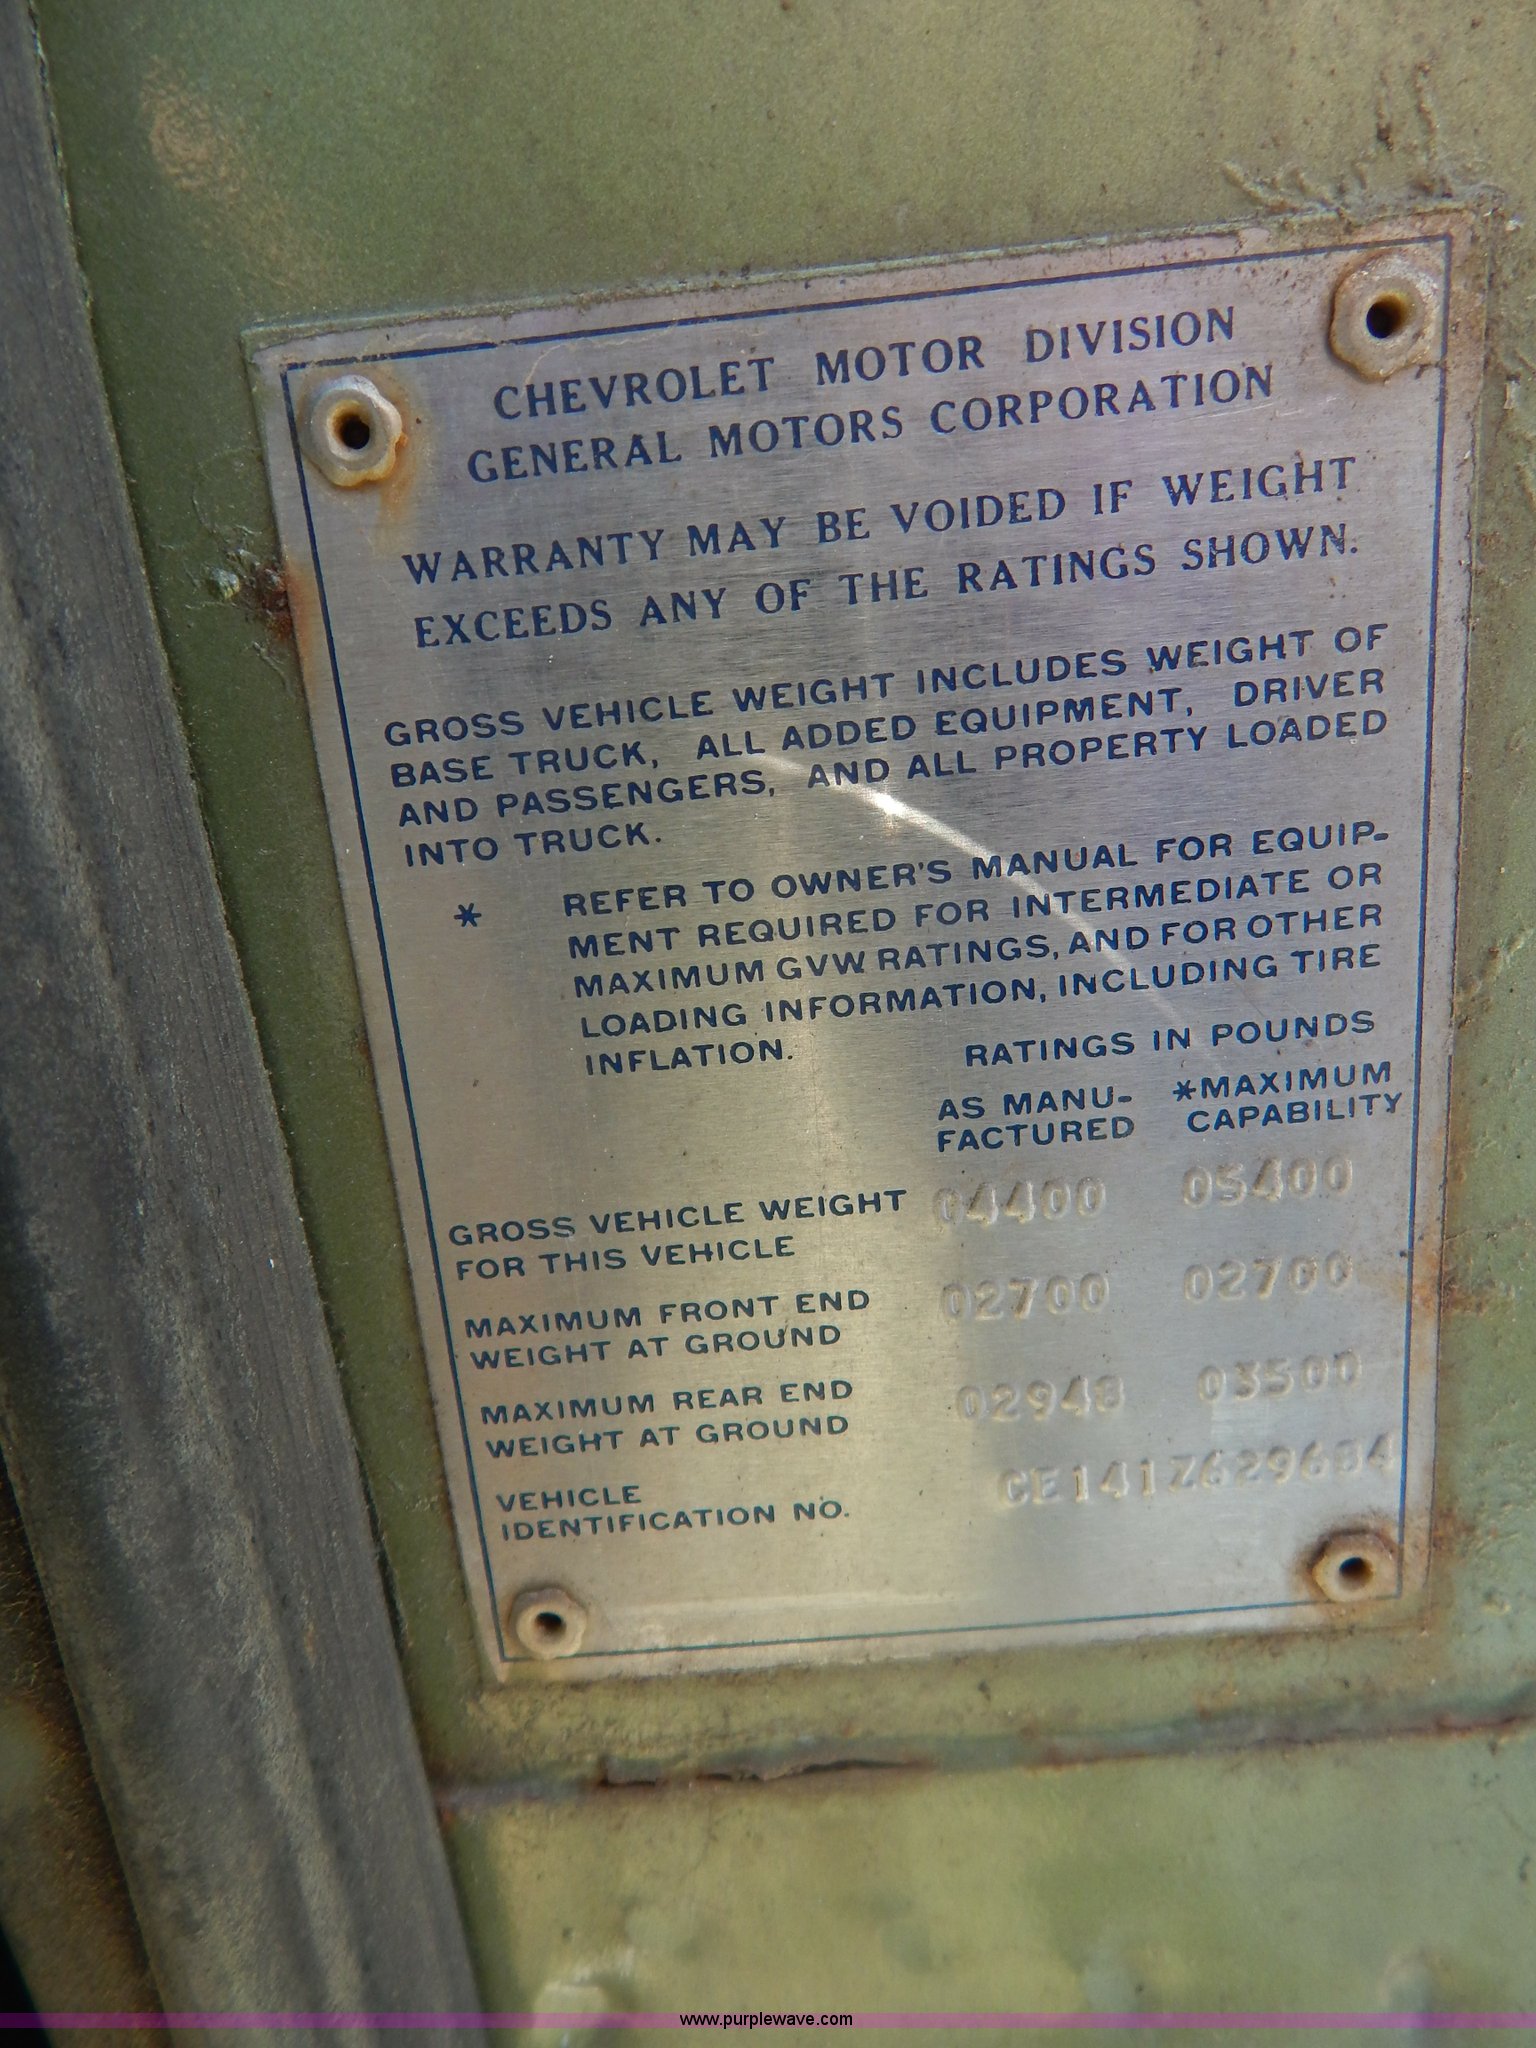 CHEVROLET MOTOR DIVISION
GENERAL MOTORS CORPORATION
WARRANTY MAY BE VOIDED IF WEIGHT
EXCEEDS ANY OF THE RATINGS SHOWN.
GROSS VEHICLE WEIGHT INCLUDES WEIGHT OF
BASE TRUCK, ALL ADDED EQUIPMENT, DRIVER
AND PASSENGERS, AND ALL PROPERTY LOADED
INTO TRUCK.
* REFER TO OWNER'S MANUAL FOR EQUIP-
MENT REQUIRED FOR INTERMEDIATE OR
MAXIMUM GVW RATINGS, AND FOR OTHER
LOADING INFORMATION, INCLUDING TIRE
INFLATION.
RATINGS IN POUNDS
AS MANU- *MAXIMUM
FACTURED CAPABILITY
GROSS VEHICLE WEIGHT 04400 05400
FOR THIS VEHICLE
MAXIMUM FRONT END 02700 02700
WEIGHT AT GROUND
MAXIMUM REAR END 02948 03500
WEIGHT AT GROUND
VEHICLE CE141Z629684
IDENTIFICATION NO.
www.purplewave.com